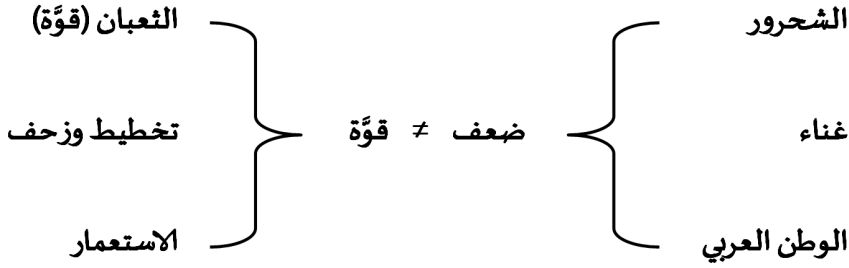 الشحرور الثعبان (قوَّة)
غناء ضعف ≠ قوَّة تخطيط وزحف
الوطن العربي الاستعمار